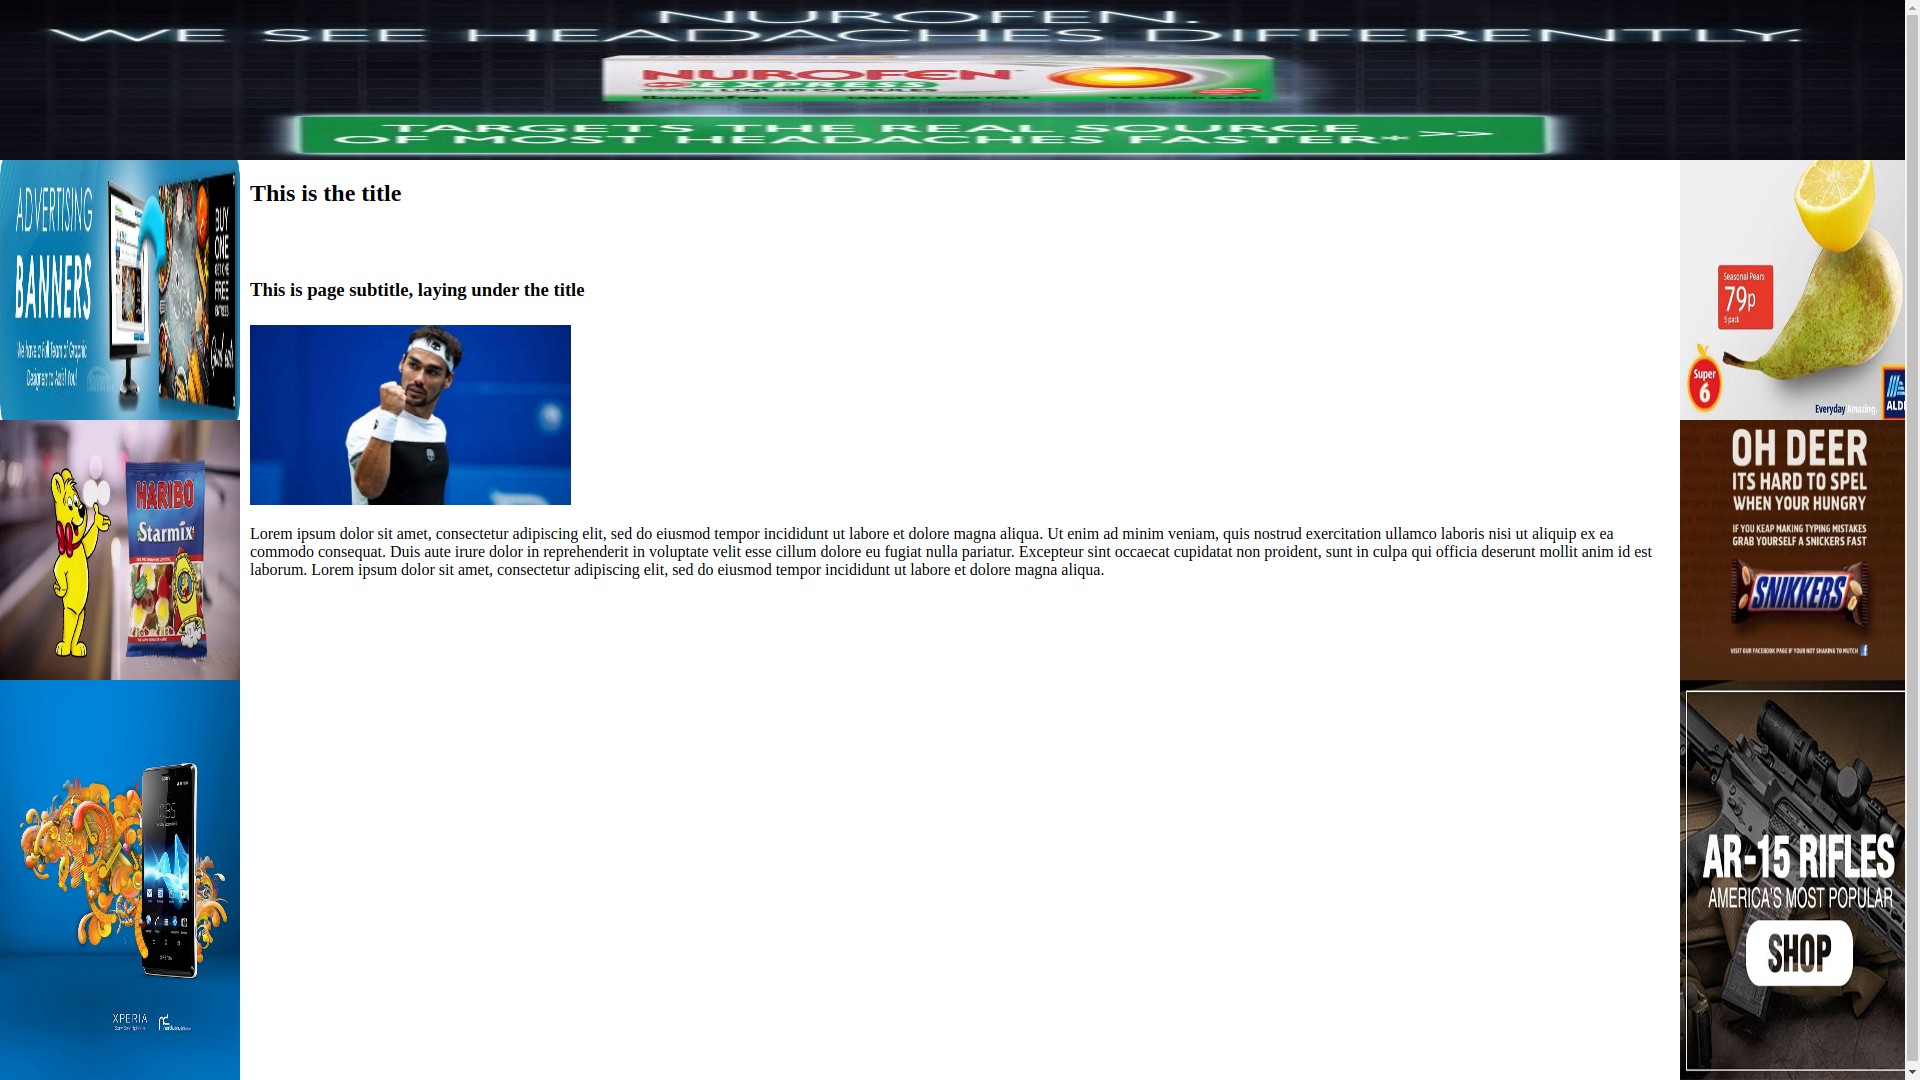 NUROFEN.
WE SEE HEADACHES DIFFERENTLY.
NUROFEN
EXPRESS
LIQUID CAPSULES
TARGETS THE REAL SOURCE
OF MOST HEADACHES FASTER* >>
ADVERTISING
BANNERS
We have a Full Team of Graphic
Designers to Assist You!
BUY
ONE
FREE
This is the title
This is page subtitle, laying under the title
Lorem ipsum dolor sit amet, consectetur adipiscing elit, sed do eiusmod tempor incididunt ut labore et dolore magna aliqua. Ut enim ad minim veniam, quis nostrud exercitation ullamco laboris nisi ut aliquip ex ea
commodo consequat. Duis aute irure dolor in reprehenderit in voluptate velit esse cillum dolore eu fugiat nulla pariatur. Excepteur sint occaecat cupidatat non proident, sunt in culpa qui officia deserunt mollit anim id est
laborum. Lorem ipsum dolor sit amet, consectetur adipiscing elit, sed do eiusmod tempor incididunt ut labore et dolore magna aliqua.
Seasonal Pears
79p
5 pack
Super
6
Everyday Amazing.
ALDI
HARIBO
Starmix
OH DEER
ITS HARD TO SPEL
WHEN YOUR HUNGRY
IF YOU KEAP MAKING TYPING MISTAKES
GRAB YOURSELF A SNICKERS FAST
SNIKKERS
VISIT OUR FACEBOOK PAGE IF YOUR NOT SHAKING TO MUTCH
SONY
10:35
XPERIA
AR-15 RIFLES
AMERICA'S MOST POPULAR
SHOP